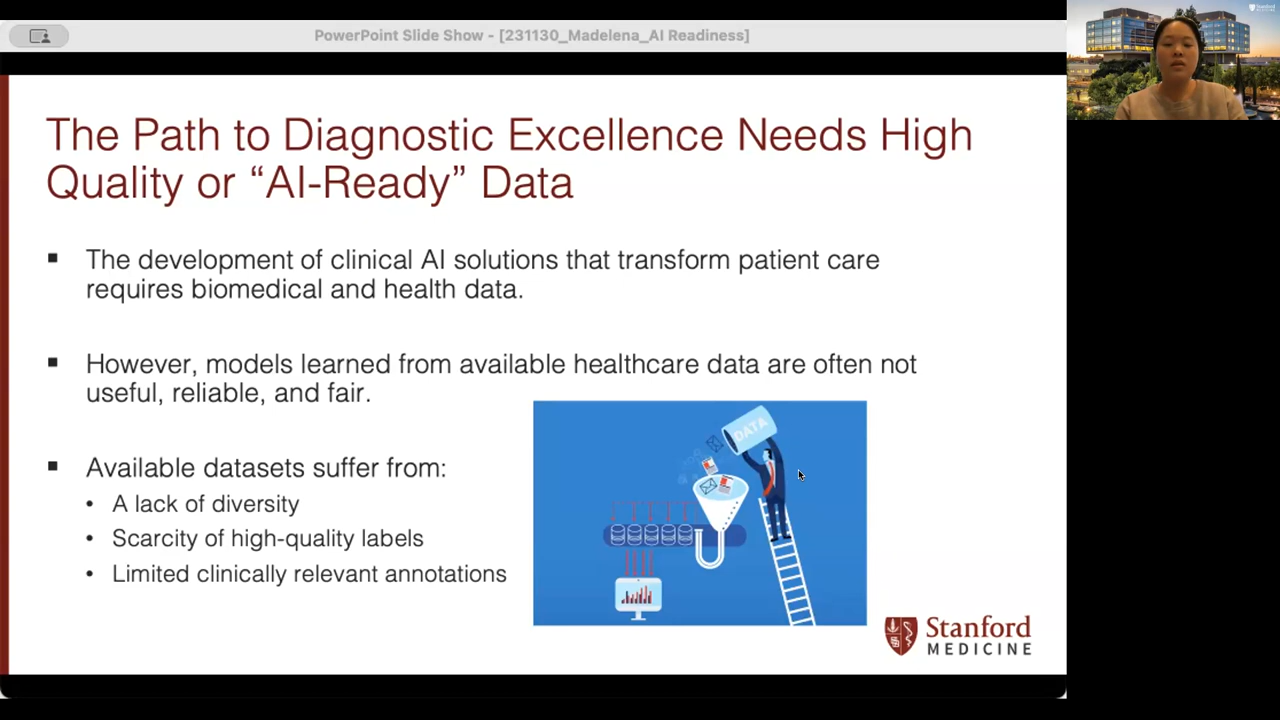 PowerPoint Slide Show - [231130_Madelena_AI Readiness]
Stanford
MEDICINE
The Path to Diagnostic Excellence Needs High
Quality or “AI-Ready” Data
▪ The development of clinical AI solutions that transform patient care
requires biomedical and health data.
▪ However, models learned from available healthcare data are often not
useful, reliable, and fair.
▪ Available datasets suffer from:
• A lack of diversity
• Scarcity of high-quality labels
• Limited clinically relevant annotations
DATA
Stanford
MEDICINE